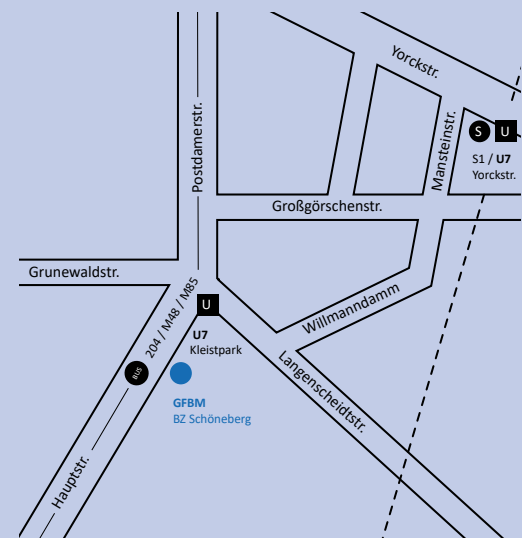 Yorckstr.
Postdamerstr.
Mansteinstr.
S
U
S1 / U7
Yorckstr.
Großgörschenstr.
Grunewaldstr.
204 / M48 / M85
U
Willmanndamm
U7
Kleistpark
BUS
Langenscheidtstr.
GFBM
BZ Schöneberg
Hauptstr.